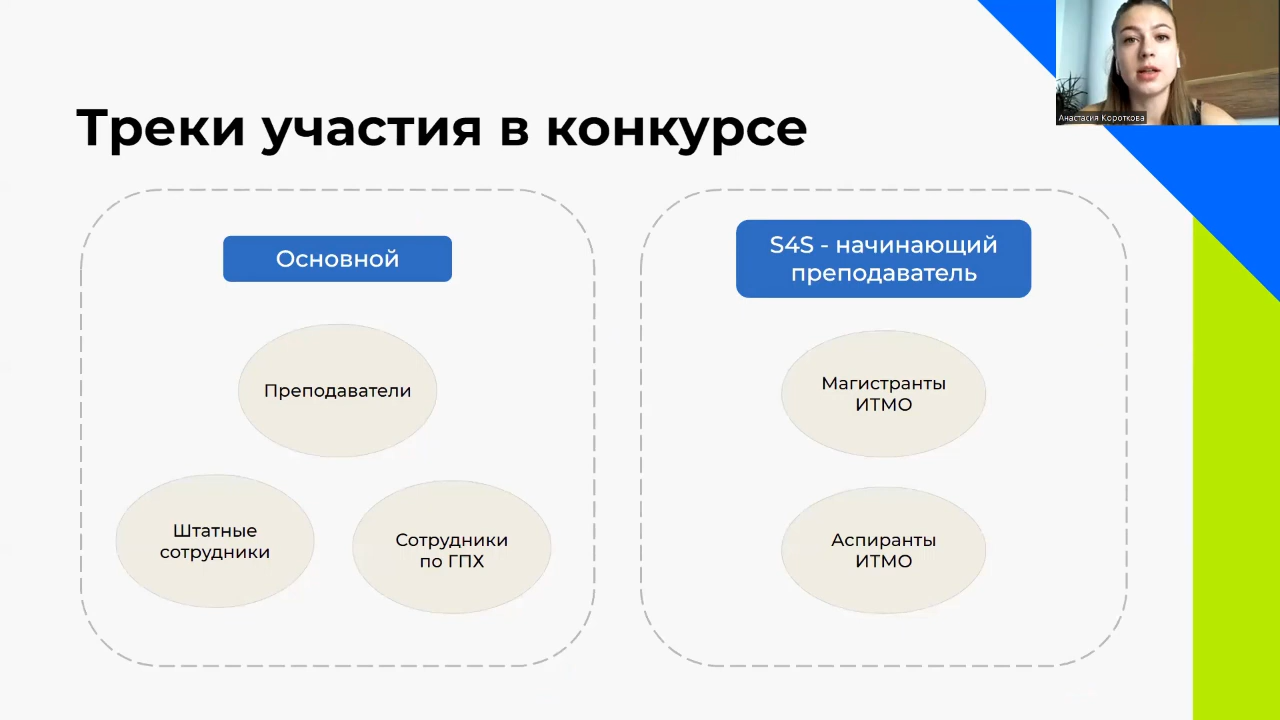 Анастасия Короткова
Треки участия в конкурсе
Основной
Преподаватели
Штатные
сотрудники
Сотрудники
по ГПХ
S4S - начинающий
преподаватель
Магистранты
ИТМО
Аспиранты
ИТМО